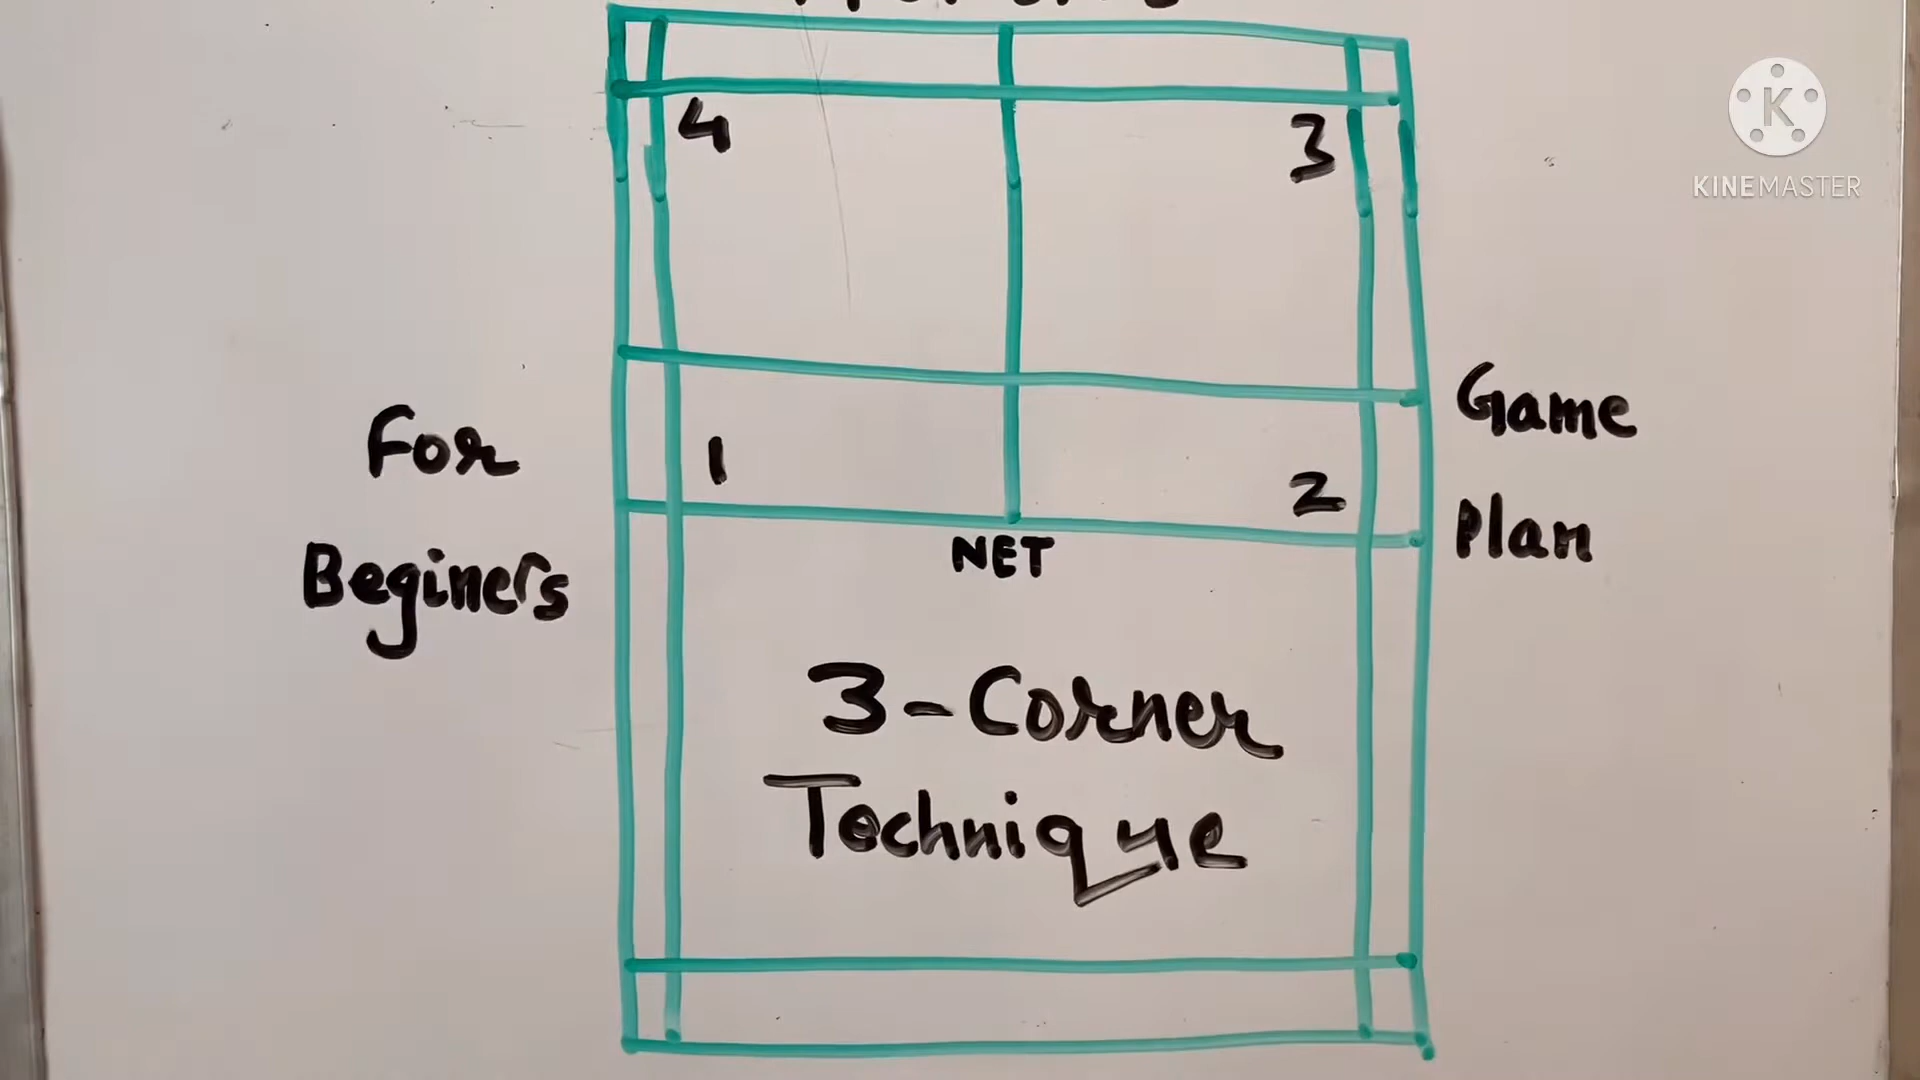 4
3
KINEMASTER
1
2
NET
For
Beginers
Game
Plan
3-Corner
Technique